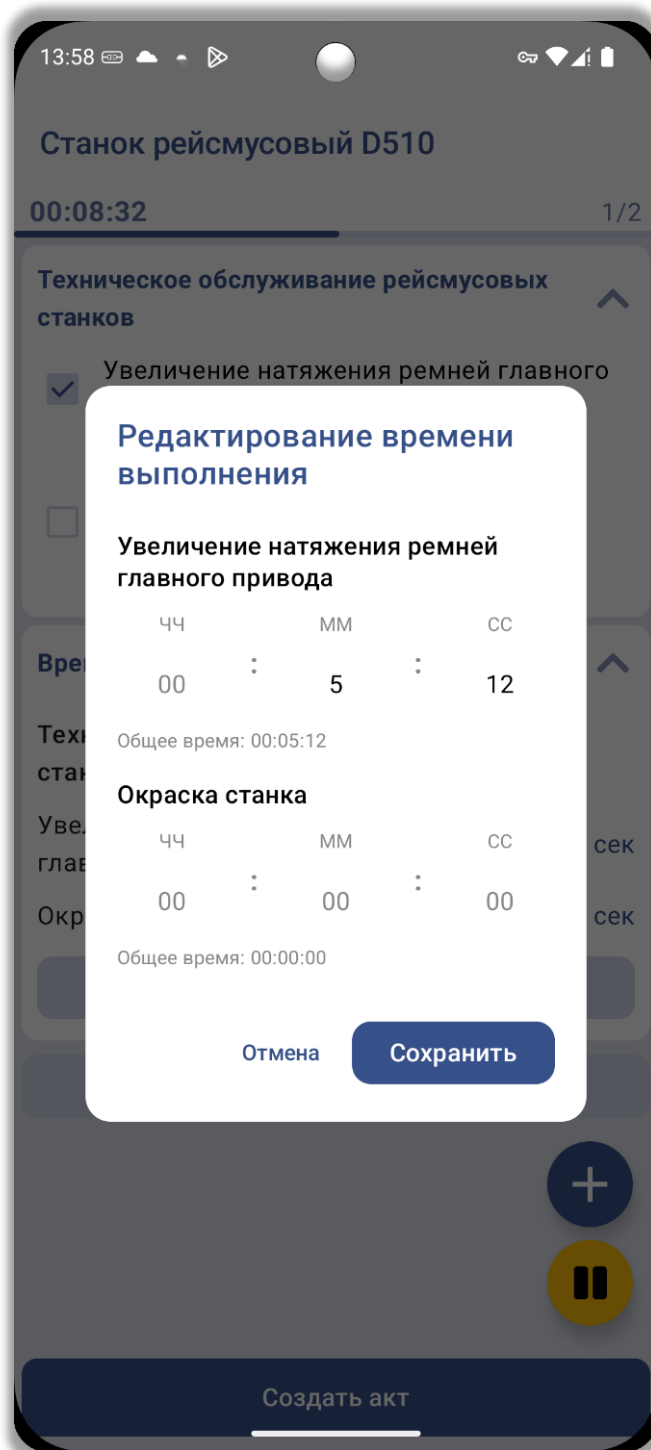 13:58
Станок рейсмусовый D510
00:08:32
1/2
Техническое обслуживание рейсмусовых
станков
Увеличение натяжения ремней главного
Редактирование времени
выполнения
Увеличение натяжения ремней
главного привода
ЧЧ ММ СС
00 : 5 : 12
Общее время: 00:05:12
Окраска станка
ЧЧ ММ СС
00 : 00 : 00
Общее время: 00:00:00
Отмена
Сохранить
сек
сек
Создать акт